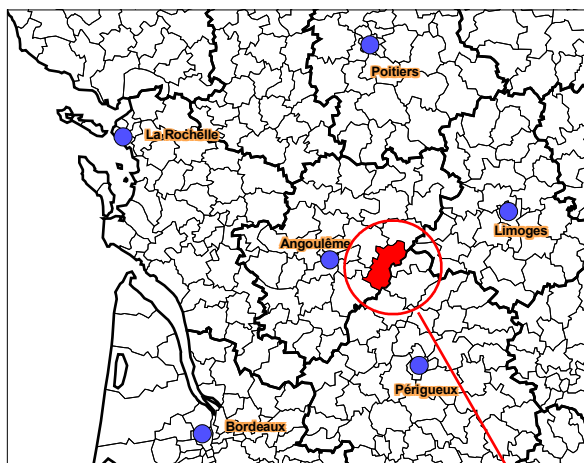 Poitiers
La Rochelle
Limoges
Angoulême
Périgueux
Bordeaux